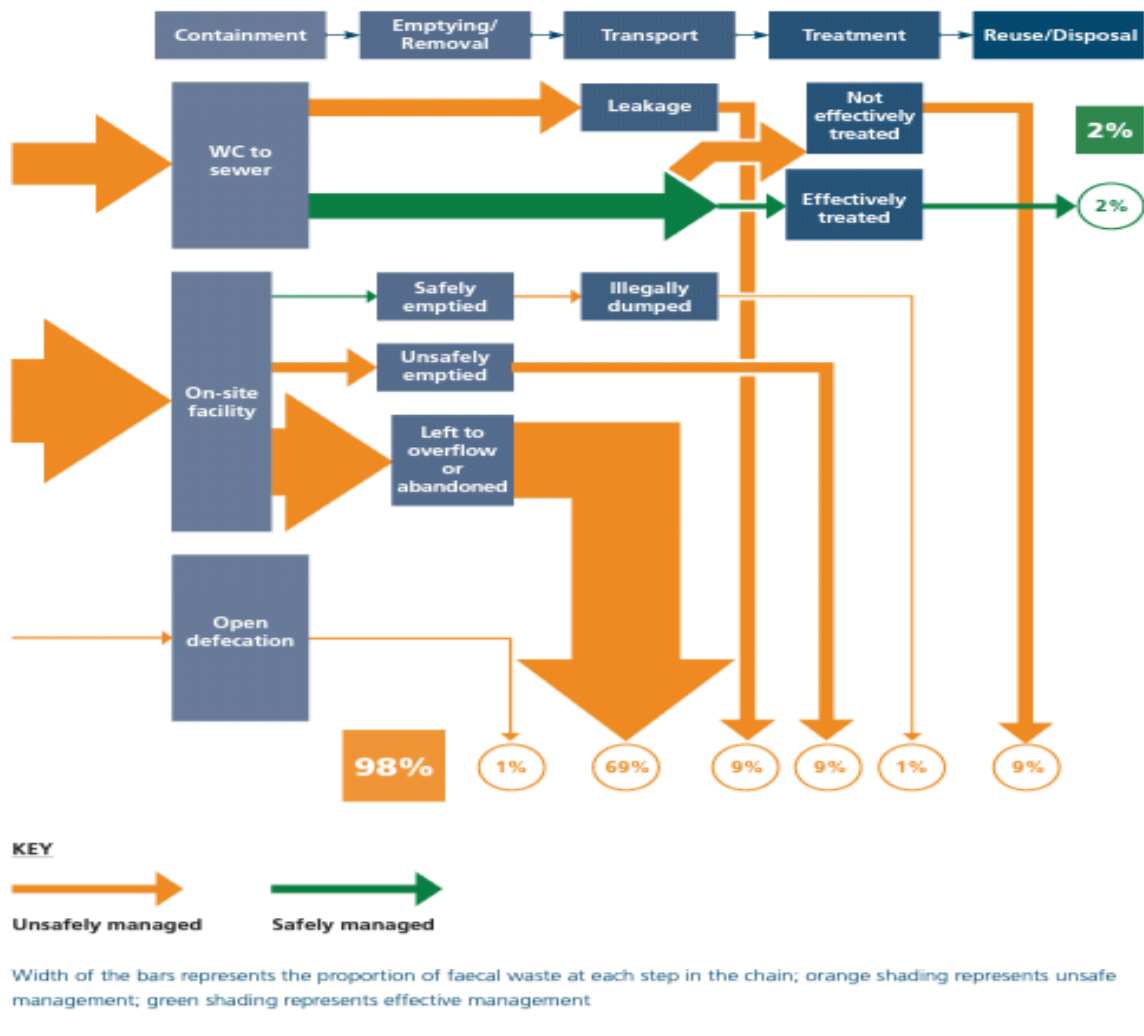 Containment
Emptying/
Removal
Transport
Treatment
Reuse/Disposal
WC to
sewer
Leakage
Not
effectively
treated
2%
Effectively
treated
2%
On-site
facility
Safely
emptied
Illegally
dumped
Unsafely
emptied
Left to
overflow
or
abandoned
Open
defecation
98%
1%
69%
9%
9%
1%
9%
KEY
Unsafely managed
Safely managed
Width of the bars represents the proportion of faecal waste at each step in the chain; orange shading represents unsafe
management; green shading represents effective management